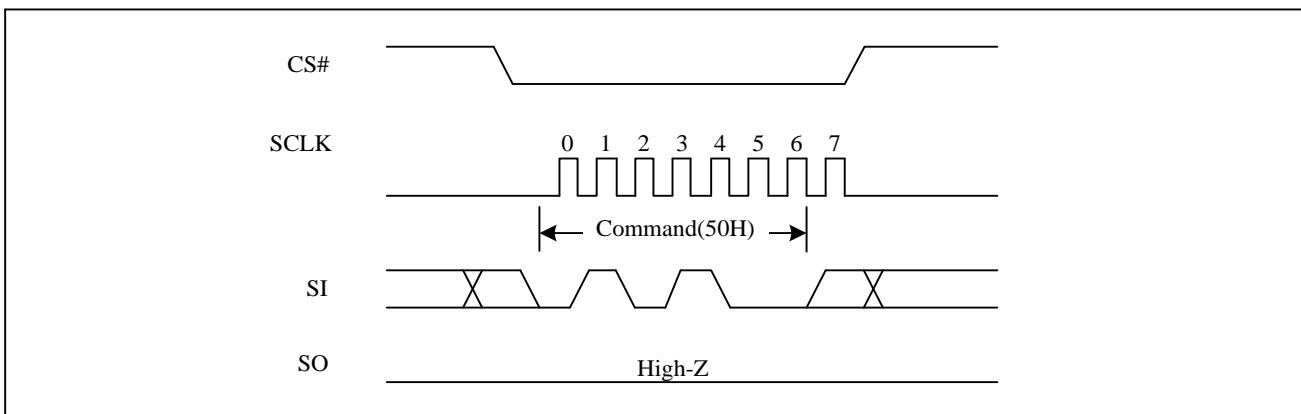 CS#
SCLK
0 1 2 3 4 5 6 7
Command(50H)
SI
SO
High-Z